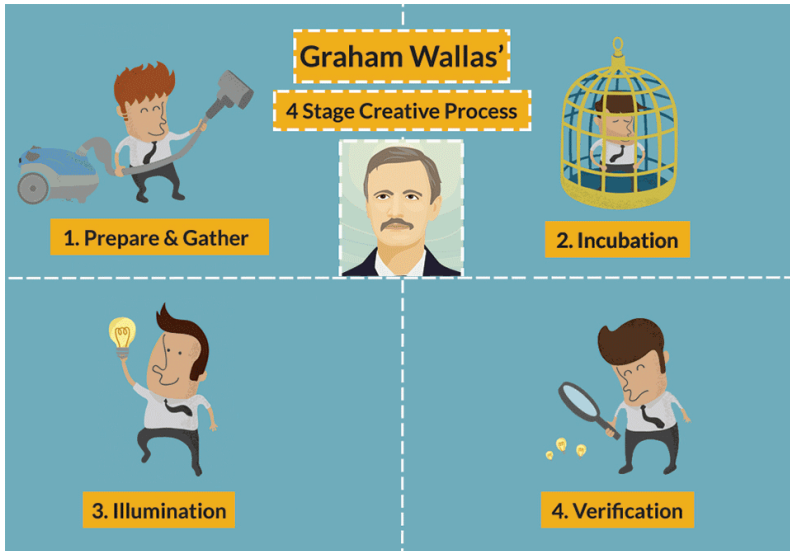 Graham Wallas’
4 Stage Creative Process
1. Prepare & Gather
2. Incubation
3. Illumination
4. Verification